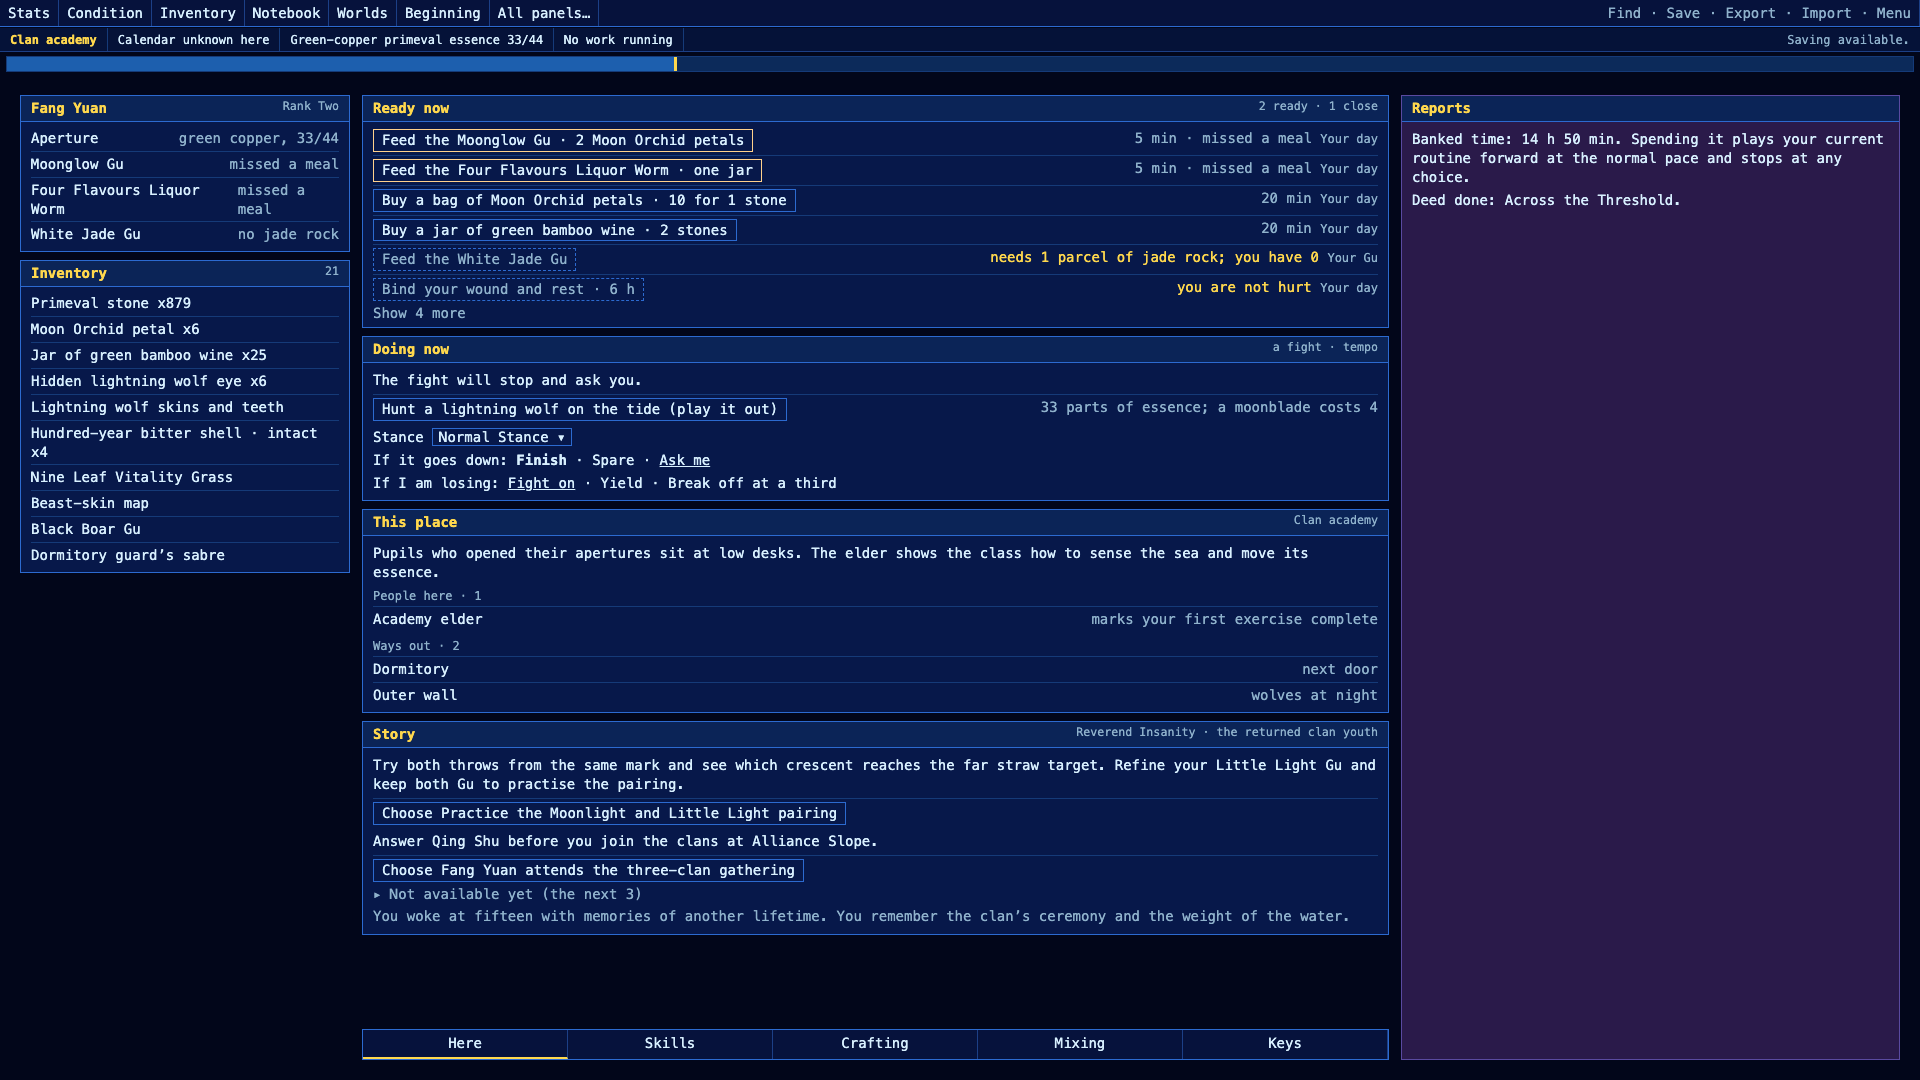 Stats Condition Inventory Notebook Worlds Beginning All panels… Find · Save · Export · Import · Menu
Clan academy Calendar unknown here Green-copper primeval essence 33/44 No work running Saving available.
Fang Yuan Rank Two
Aperture green copper, 33/44
Moonglow Gu missed a meal
Four Flavours Liquor missed a
Worm meal
White Jade Gu no jade rock
Inventory 21
Primeval stone x879
Moon Orchid petal x6
Jar of green bamboo wine x25
Hidden lightning wolf eye x6
Lightning wolf skins and teeth
Hundred-year bitter shell · intact
x4
Nine Leaf Vitality Grass
Beast-skin map
Black Boar Gu
Dormitory guard’s sabre
Ready now 2 ready · 1 close
Feed the Moonglow Gu · 2 Moon Orchid petals 5 min · missed a meal Your day
Feed the Four Flavours Liquor Worm · one jar 5 min · missed a meal Your day
Buy a bag of Moon Orchid petals · 10 for 1 stone 20 min Your day
Buy a jar of green bamboo wine · 2 stones 20 min Your day
Feed the White Jade Gu needs 1 parcel of jade rock; you have 0 Your Gu
Bind your wound and rest · 6 h you are not hurt Your day
Show 4 more
Doing now a fight · tempo
The fight will stop and ask you.
Hunt a lightning wolf on the tide (play it out) 33 parts of essence; a moonblade costs 4
Stance Normal Stance ▾
If it goes down: Finish · Spare · Ask me
If I am losing: Fight on · Yield · Break off at a third
This place Clan academy
Pupils who opened their apertures sit at low desks. The elder shows the class how to sense the sea and move its
essence.
People here · 1
Academy elder marks your first exercise complete
Ways out · 2
Dormitory next door
Outer wall wolves at night
Story Reverend Insanity · the returned clan youth
Try both throws from the same mark and see which crescent reaches the far straw target. Refine your Little Light Gu and
keep both Gu to practise the pairing.
Choose Practice the Moonlight and Little Light pairing
Answer Qing Shu before you join the clans at Alliance Slope.
Choose Fang Yuan attends the three-clan gathering
▸ Not available yet (the next 3)
You woke at fifteen with memories of another lifetime. You remember the clan’s ceremony and the weight of the water.
Here Skills Crafting Mixing Keys
Reports
Banked time: 14 h 50 min. Spending it plays your current
routine forward at the normal pace and stops at any
choice.
Deed done: Across the Threshold.